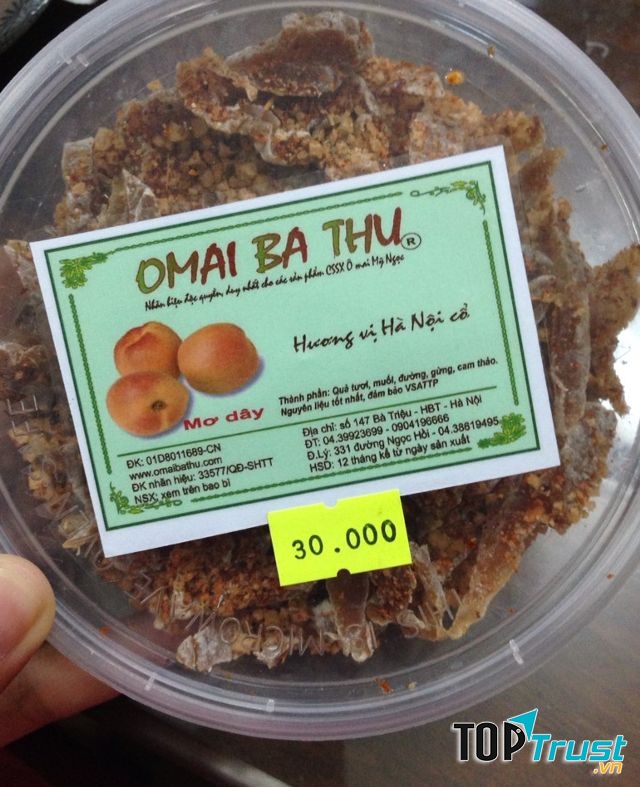 OMAI BA THU ®
Nhãn hiệu độc quyền, duy nhất cho các sản phẩm CSSX Ô mai Mỹ Ngọc
Hương vị Hà Nội cổ
Mơ dây
Thành phần: Quả tươi, muối, đường, gừng, cam thảo.
Nguyên liệu tốt nhất, đảm bảo VSATTP
ĐK: 01D8011689-CN
www.omaibathu.com
ĐK nhãn hiệu: 33577/QĐ-SHTT
NSX: xem trên bao bì
Địa chỉ: số 147 Bà Triệu - HBT - Hà Nội
ĐT: 04.39923699 - 0904196666
Đ.Lý: 331 đường Ngọc Hồi - 04.38619495
HSD: 12 tháng kể từ ngày sản xuất
30.000
TOPTrust
.vn